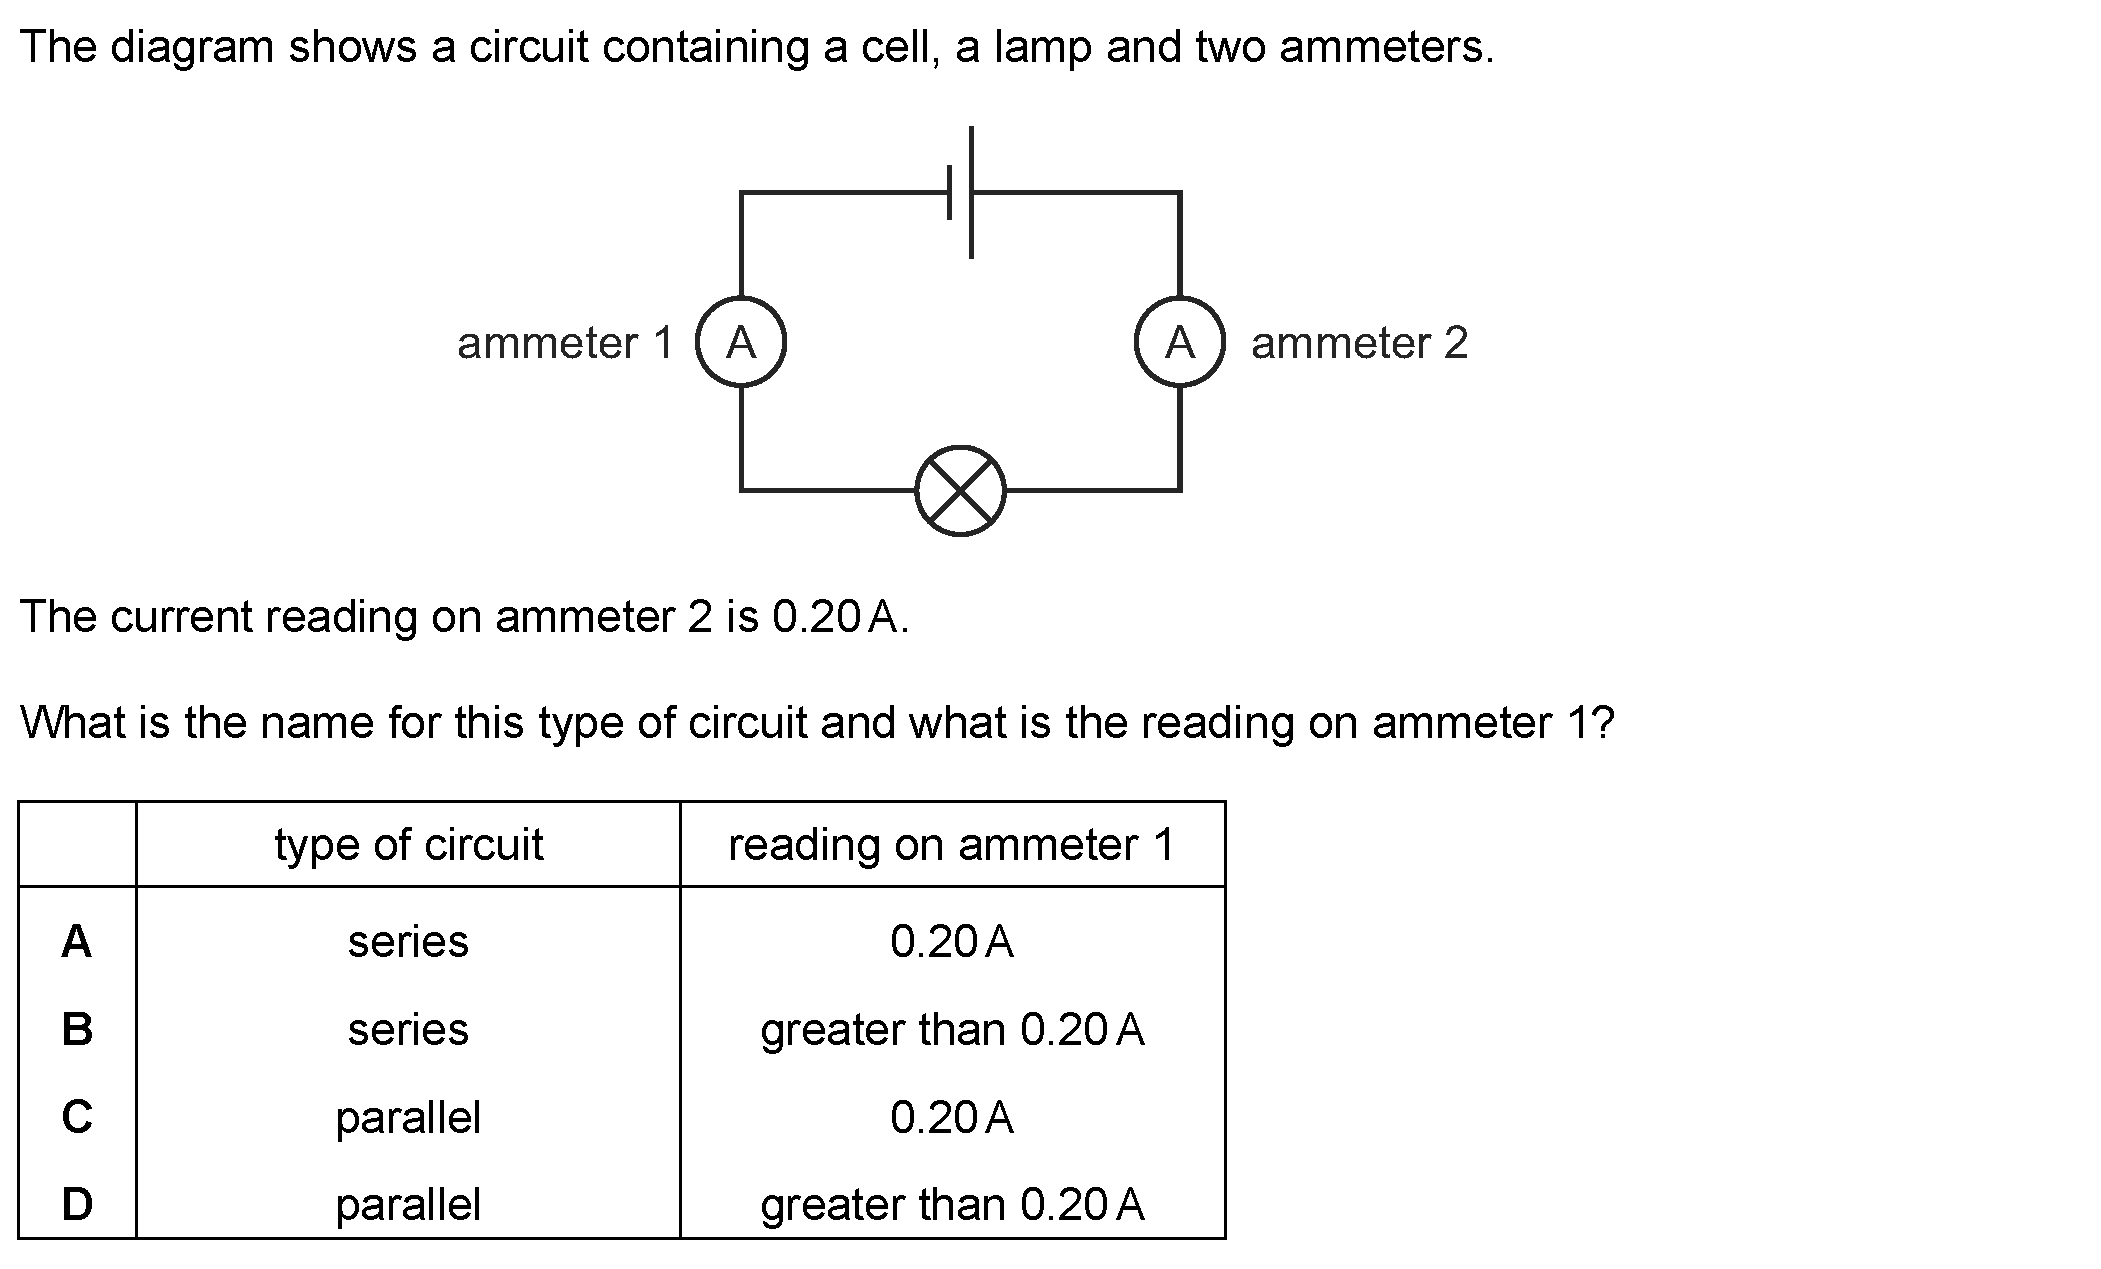 The diagram shows a circuit containing a cell, a lamp and two ammeters.
ammeter 1 A A ammeter 2
The current reading on ammeter 2 is 0.20 A.
What is the name for this type of circuit and what is the reading on ammeter 1?
type of circuit reading on ammeter 1
A series 0.20 A
B series greater than 0.20 A
C parallel 0.20 A
D parallel greater than 0.20 A